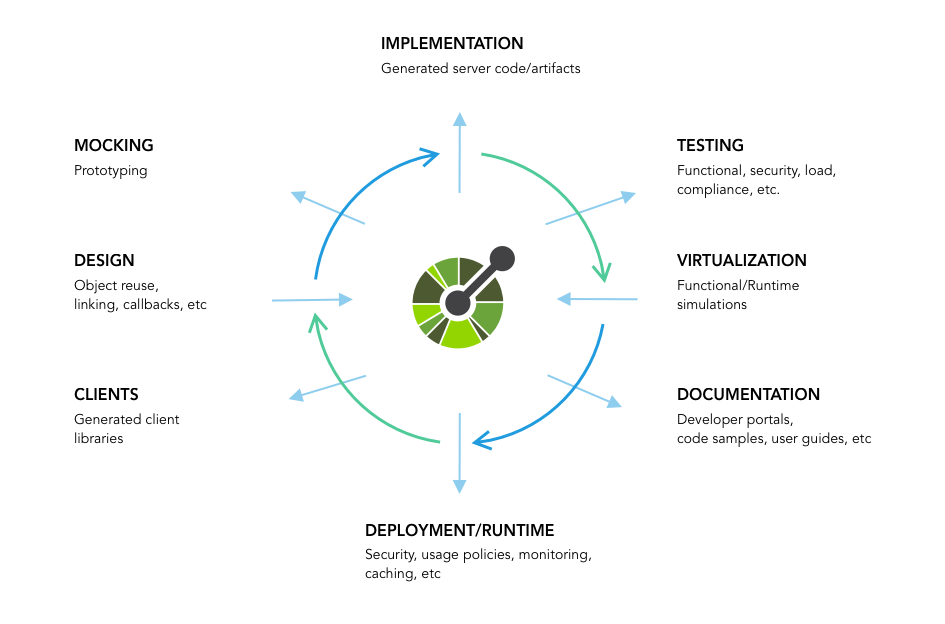 IMPLEMENTATION
Generated server code/artifacts
MOCKING
Prototyping
TESTING
Functional, security, load,
compliance, etc.
DESIGN
Object reuse,
linking, callbacks, etc
VIRTUALIZATION
Functional/Runtime
simulations
CLIENTS
Generated client
libraries
DOCUMENTATION
Developer portals,
code samples, user guides, etc
DEPLOYMENT/RUNTIME
Security, usage policies, monitoring,
caching, etc